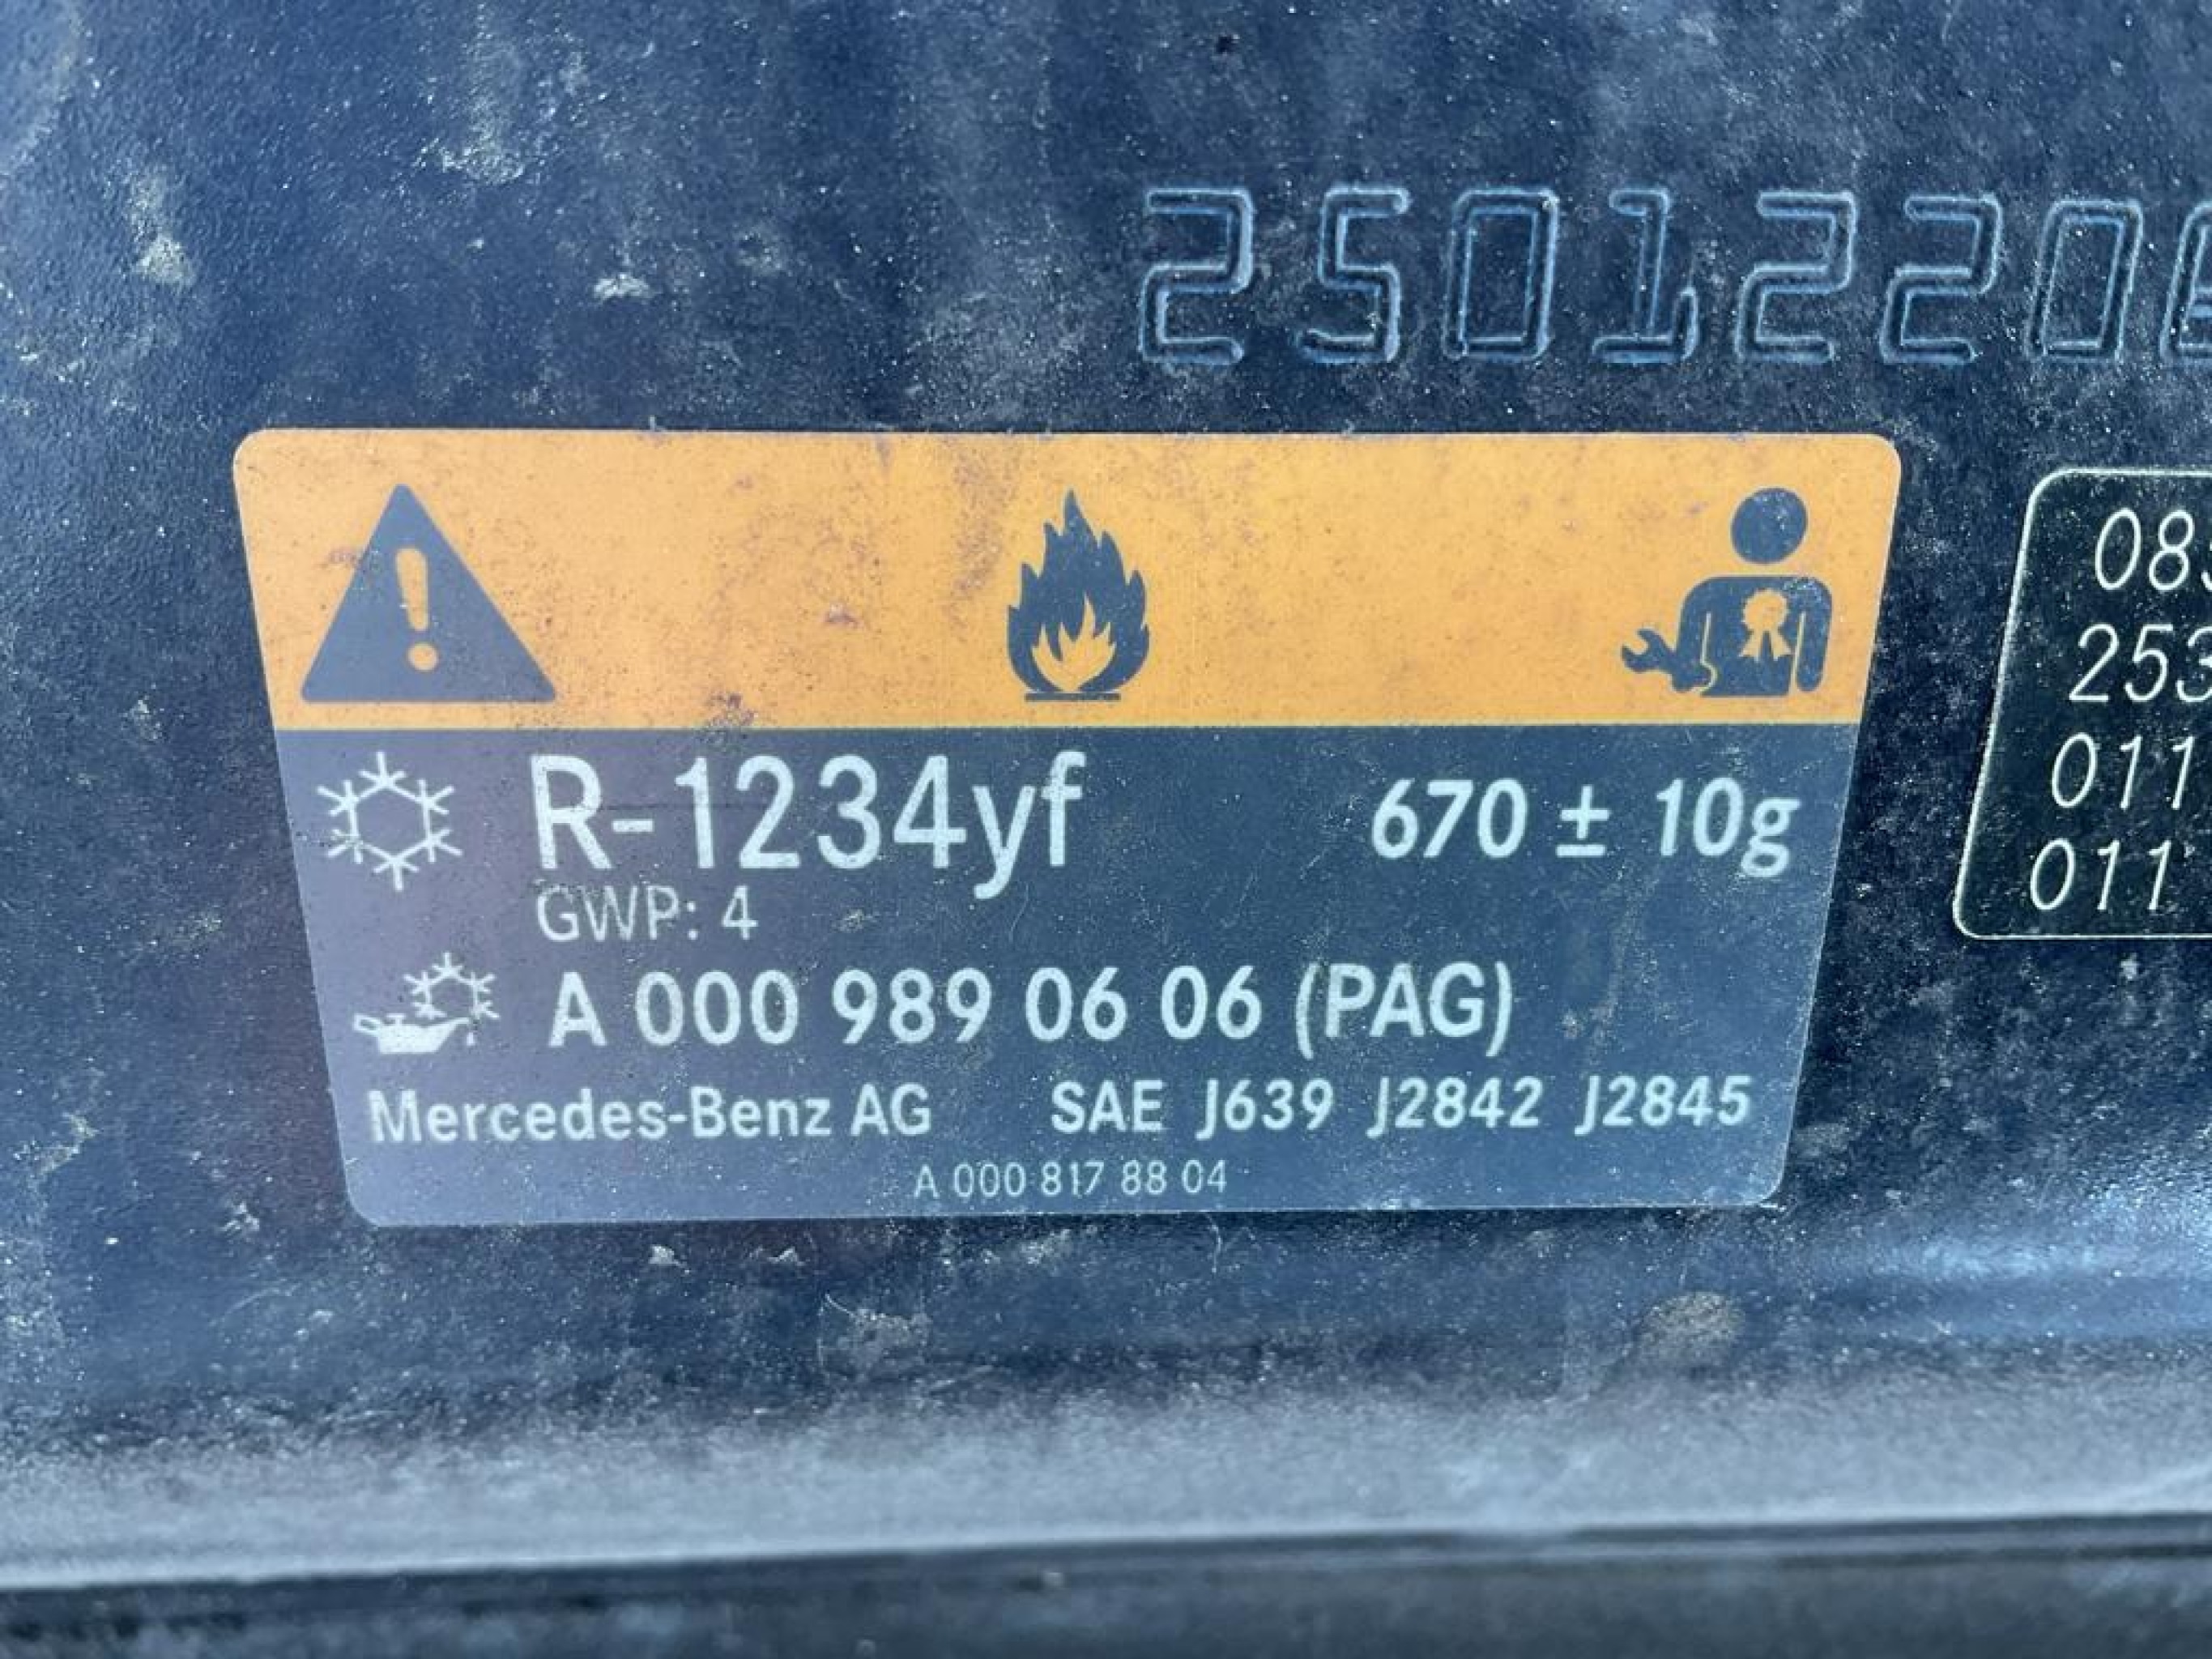 2501220
R-1234yf 670 ± 10g
GWP: 4
A 000 989 06 06 (PAG)
Mercedes-Benz AG SAE J639 J2842 J2845
A 000 817 88 04
08
253
011
011